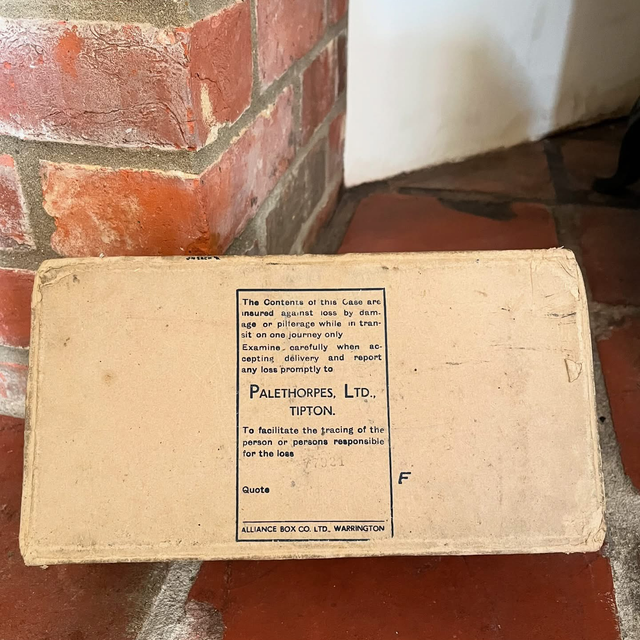 The Contents of this Case are
insured against loss by dam-
age or pilferage while in tran-
sit on one journey only
Examine carefully when ac-
cepting delivery and report
any loss promptly to
PALETHORPES, LTD.,
TIPTON.
To facilitate the tracing of the
person or persons responsible
for the loss
Quote
F
ALLIANCE BOX CO. LTD., WARRINGTON